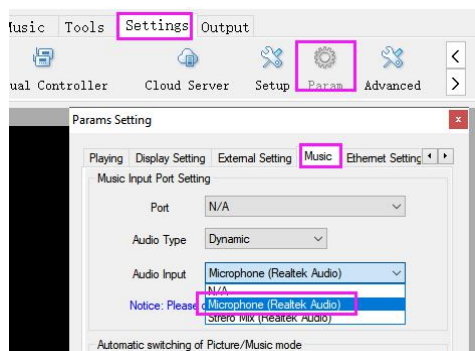 Music Tools Settings Output
ual Controller Cloud Server Setup Param Advanced < >
Params Setting x
Playing Display Setting External Setting Music Ethernet Setting
Music Input Port Setting
Port N/A
Audio Type Dynamic
Audio Input Microphone (Realtek Audio)
N/A
Notice: Please Microphone (Realtek Audio)
Strero Mix (Realtek Audio)
Automatic switching of Picture/Music mode